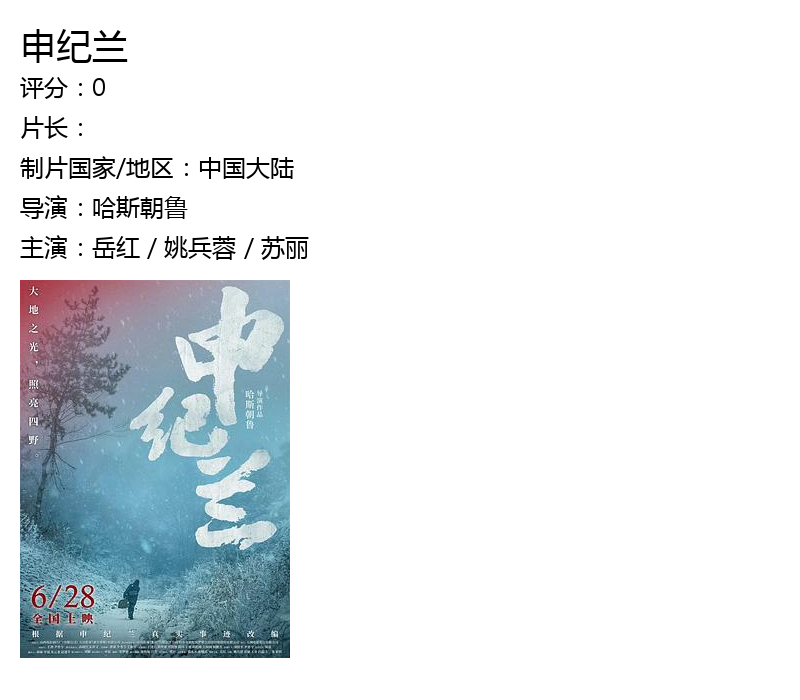 申纪兰
评分：0
片长：
制片国家/地区：中国大陆
导演：哈斯朝鲁
主演：岳红 / 姚兵蓉 / 苏丽
大地之光，照亮四野。
申纪兰
导演作品
哈斯朝鲁
6/28
全国上映
根据申纪兰真实事迹改编